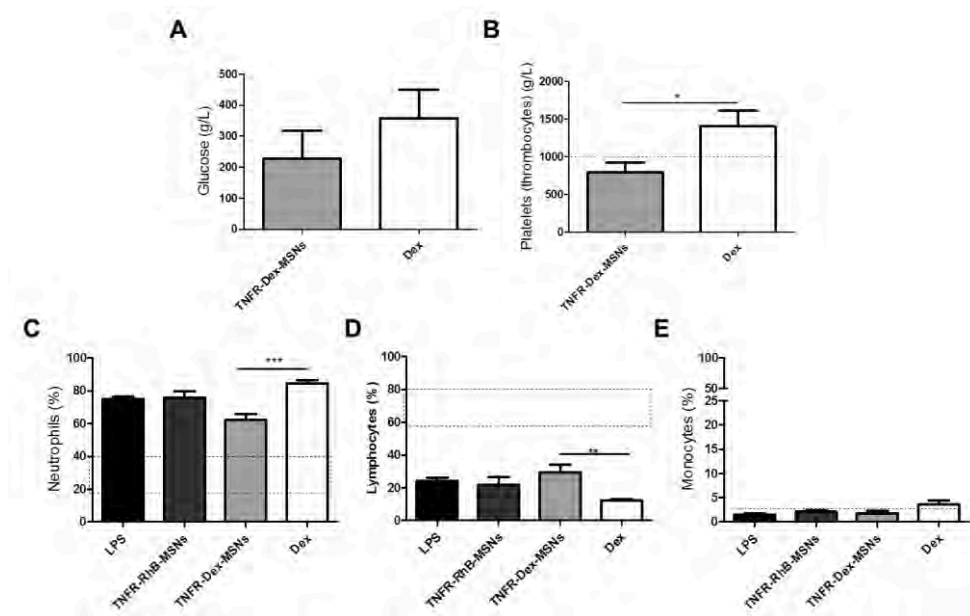 A
B
Glucose (g/L)
500
400
300
200
100
0
TNFR-Dex-MSNs
Dex
Platelets (thrombocytes) (g/L)
2000
1500
1000
500
0
*
TNFR-Dex-MSNs
Dex
C
D
E
Neutrophils (%)
100
80
60
40
20
0
***
LPS
TNFR-RhB-MSNs
TNFR-Dex-MSNs
Dex
Lymphocytes (%)
100
80
60
40
20
0
**
LPS
TNFR-RhB-MSNs
TNFR-Dex-MSNs
Dex
Monocytes (%)
100
50
25
20
15
10
5
0
LPS
TNFR-RhB-MSNs
TNFR-Dex-MSNs
Dex